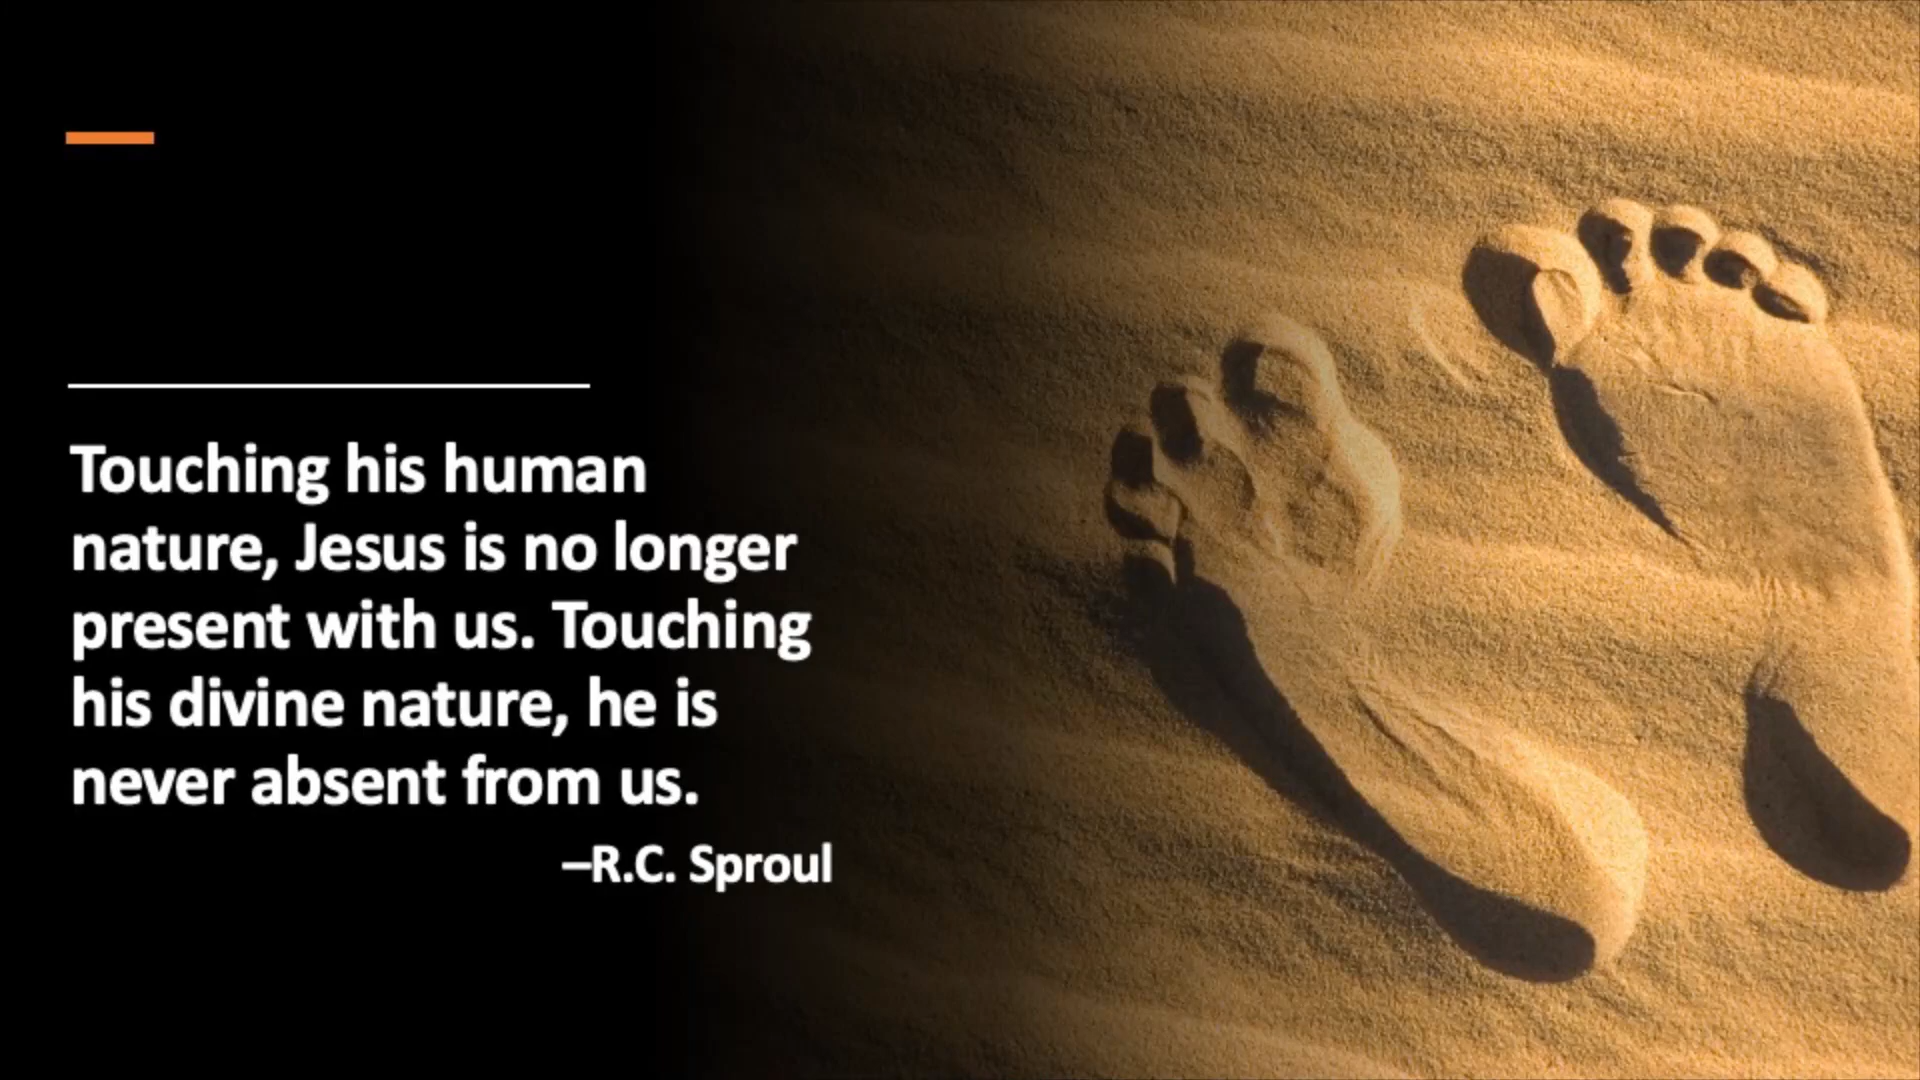 Touching his human
nature, Jesus is no longer
present with us. Touching
his divine nature, he is
never absent from us.
–R.C. Sproul